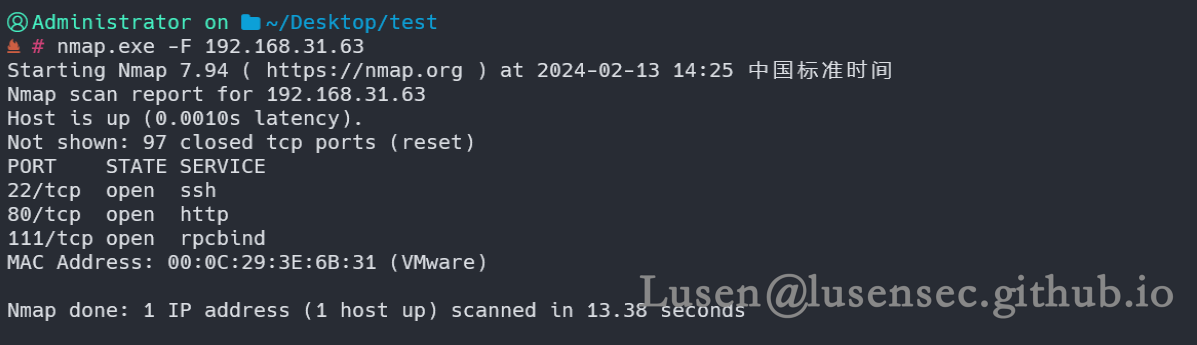 Administrator on ~/Desktop/test
# nmap.exe -F 192.168.31.63
Starting Nmap 7.94 ( https://nmap.org ) at 2024-02-13 14:25 中国标准时间
Nmap scan report for 192.168.31.63
Host is up (0.0010s latency).
Not shown: 97 closed tcp ports (reset)
PORT    STATE SERVICE
22/tcp  open  ssh
80/tcp  open  http
111/tcp open  rpcbind
MAC Address: 00:0C:29:3E:6B:31 (VMware)
Lusen@lusensec.github.io
Nmap done: 1 IP address (1 host up) scanned in 13.38 seconds